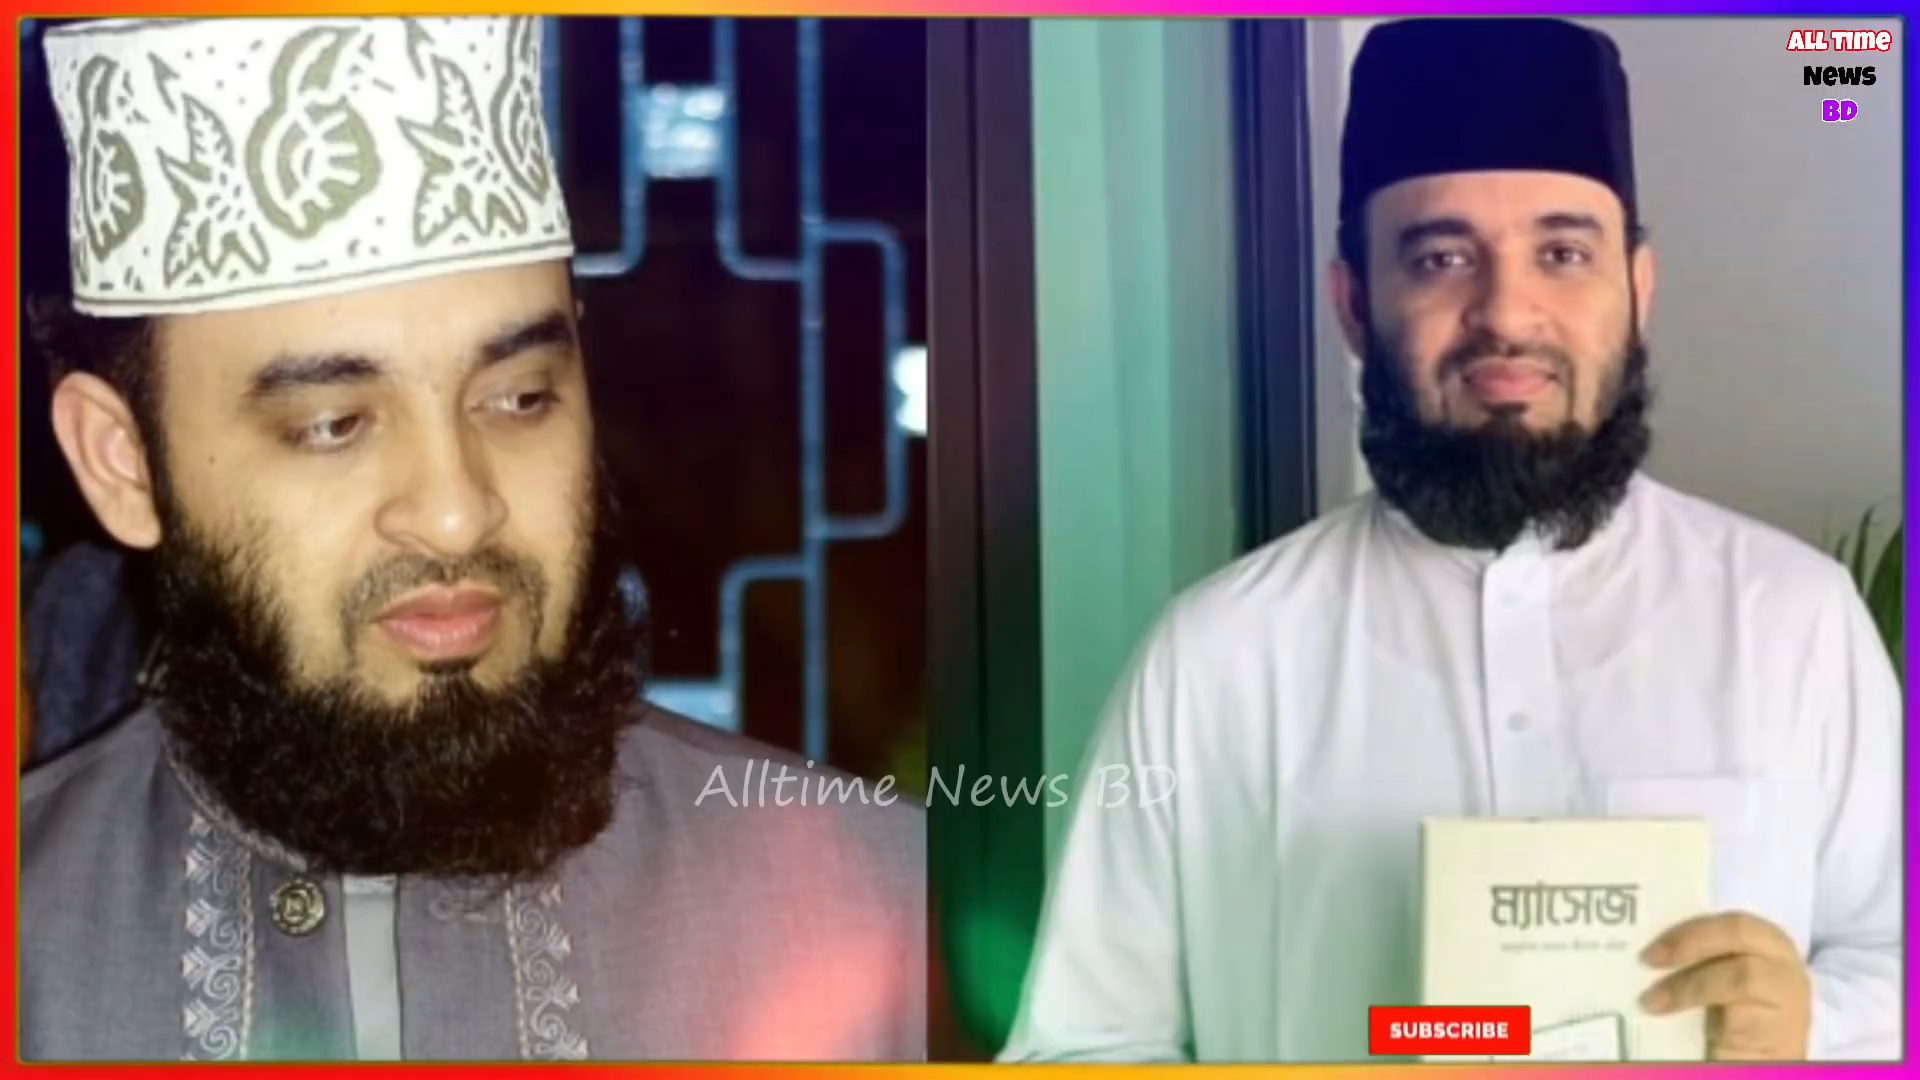 ALL TIME
News
BD
Alltime News BD
ম্যাসেজ
SUBSCRIBE